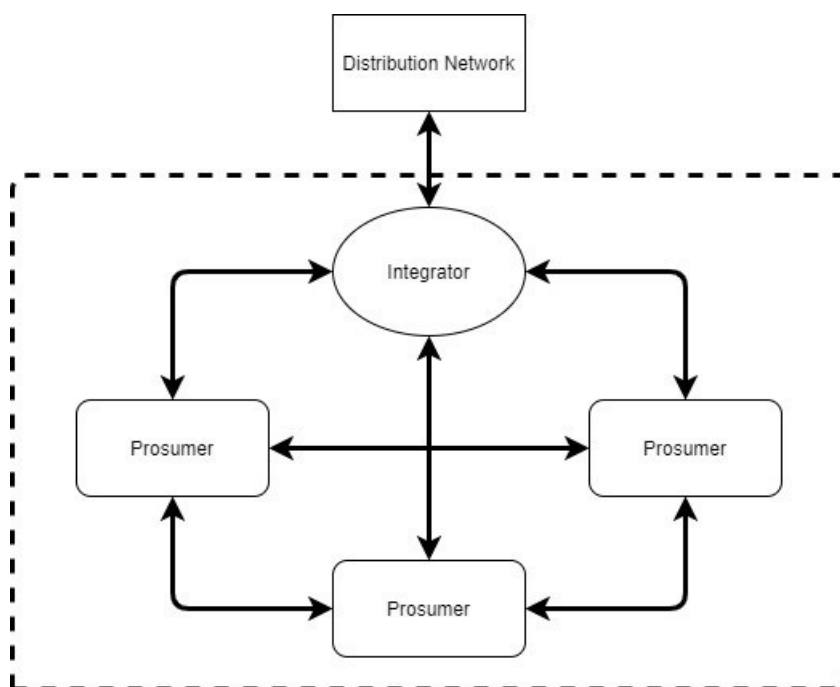 Distribution Network
Integrator
Prosumer
Prosumer
Prosumer